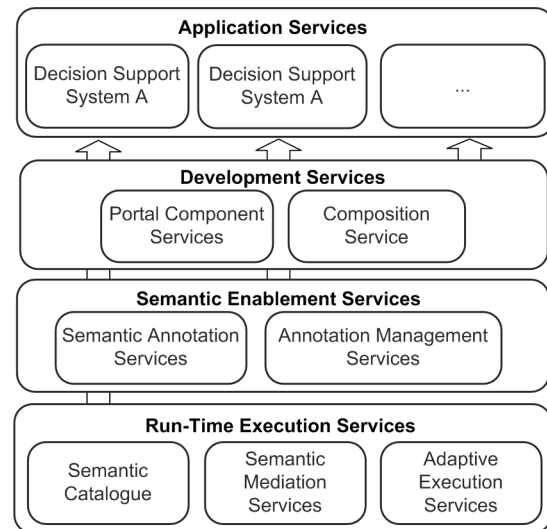 Application Services
Decision Support
System A
Decision Support
System A
...
Development Services
Portal Component
Services
Composition
Service
Semantic Enablement Services
Semantic Annotation
Services
Annotation Management
Services
Run-Time Execution Services
Semantic
Catalogue
Semantic
Mediation
Services
Adaptive
Execution
Services